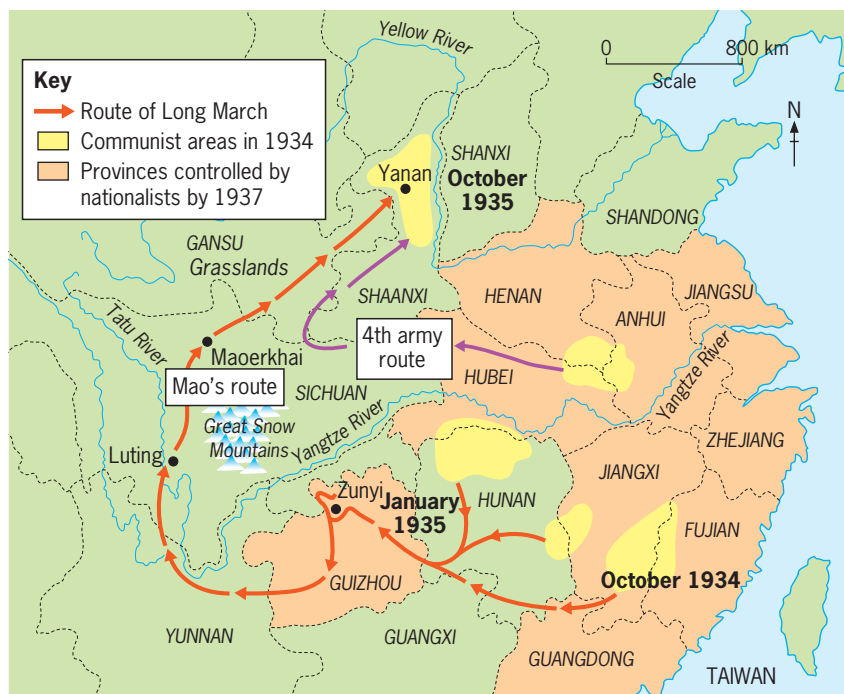 Yellow River
0 800 km
Scale
N
Key
Route of Long March
Communist areas in 1934
Provinces controlled by
nationalists by 1937
SHANXI
Yanan
October
1935
SHANDONG
GANSU
Grasslands
SHAANXI
HENAN
JIANGSU
ANHUI
Tatu River
Maoerkhai
4th army
route
Mao's route
HUBEI
Yangtze River
SICHUAN
Great Snow
Mountains
Yangtze River
ZHEJIANG
Luting
JIANGXI
Zunyi
January
1935
HUNAN
FUJIAN
GUIZHOU
October 1934
YUNNAN
GUANGXI
GUANGDONG
TAIWAN